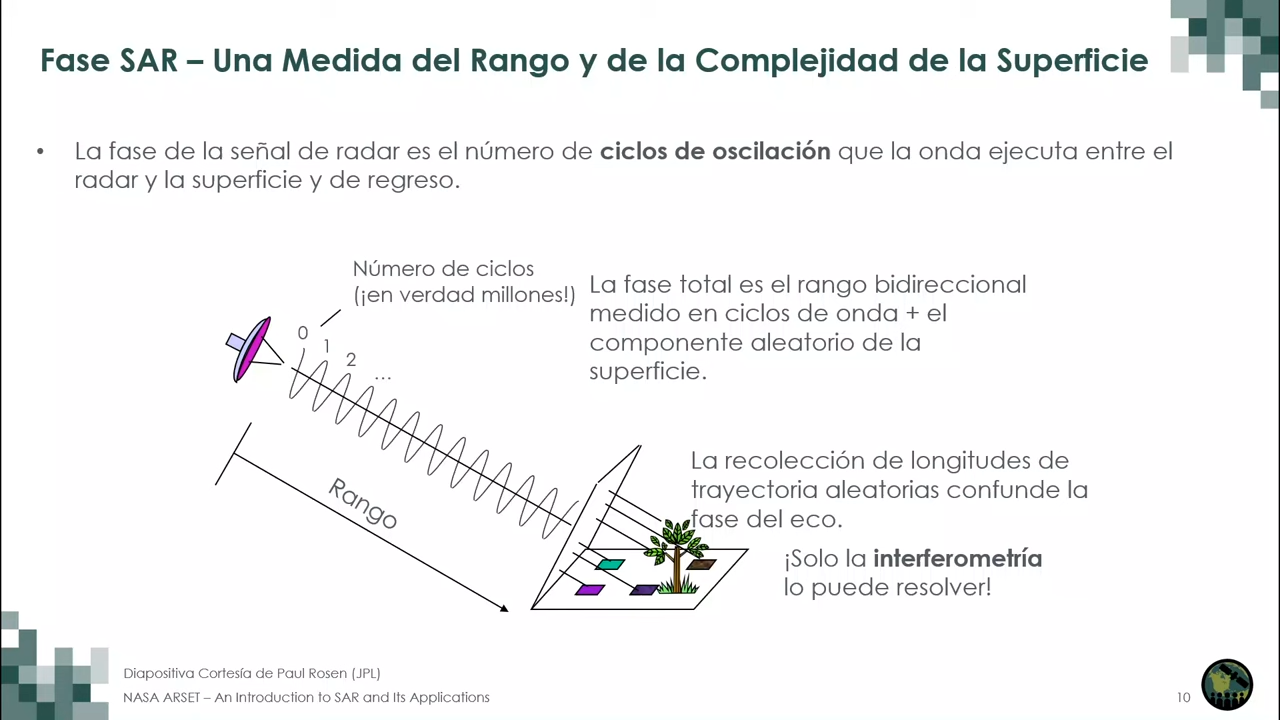 Fase SAR – Una Medida del Rango y de la Complejidad de la Superficie
• La fase de la señal de radar es el número de ciclos de oscilación que la onda ejecuta entre el
radar y la superficie y de regreso.
Número de ciclos
(¡en verdad millones!)
0
1
2
...
La fase total es el rango bidireccional
medido en ciclos de onda + el
componente aleatorio de la
superficie.
Rango
La recolección de longitudes de
trayectoria aleatorias confunde la
fase del eco.
¡Solo la interferometría
lo puede resolver!
Diapositiva Cortesía de Paul Rosen (JPL)
NASA ARSET – An Introduction to SAR and Its Applications
10